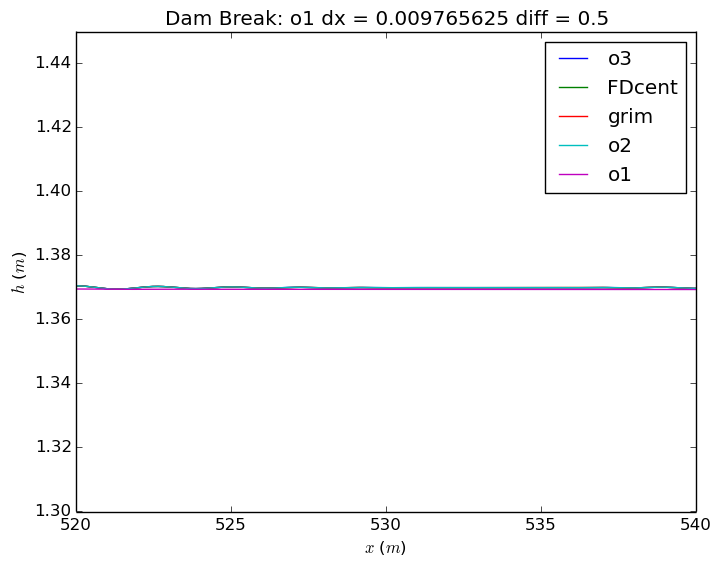 Dam Break: o1 dx = 0.009765625 diff = 0.5
o3
FDcent
grim
o2
o1
1.44
1.42
1.40
1.38
1.36
1.34
1.32
1.30
h (m)
520
525
530
535
540
x (m)